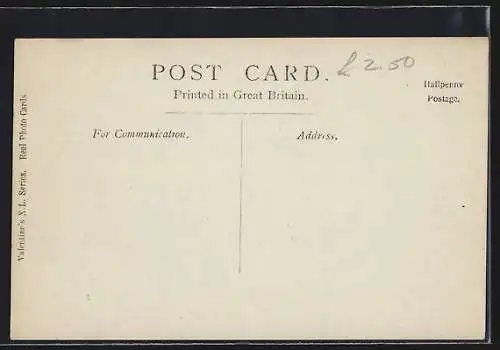 POST CARD.
£2.50
Printed in Great Britain.
Halfpenny
Postage.
For Communication.
Address.
Valentine's X.L. Series. Real Photo Cards.